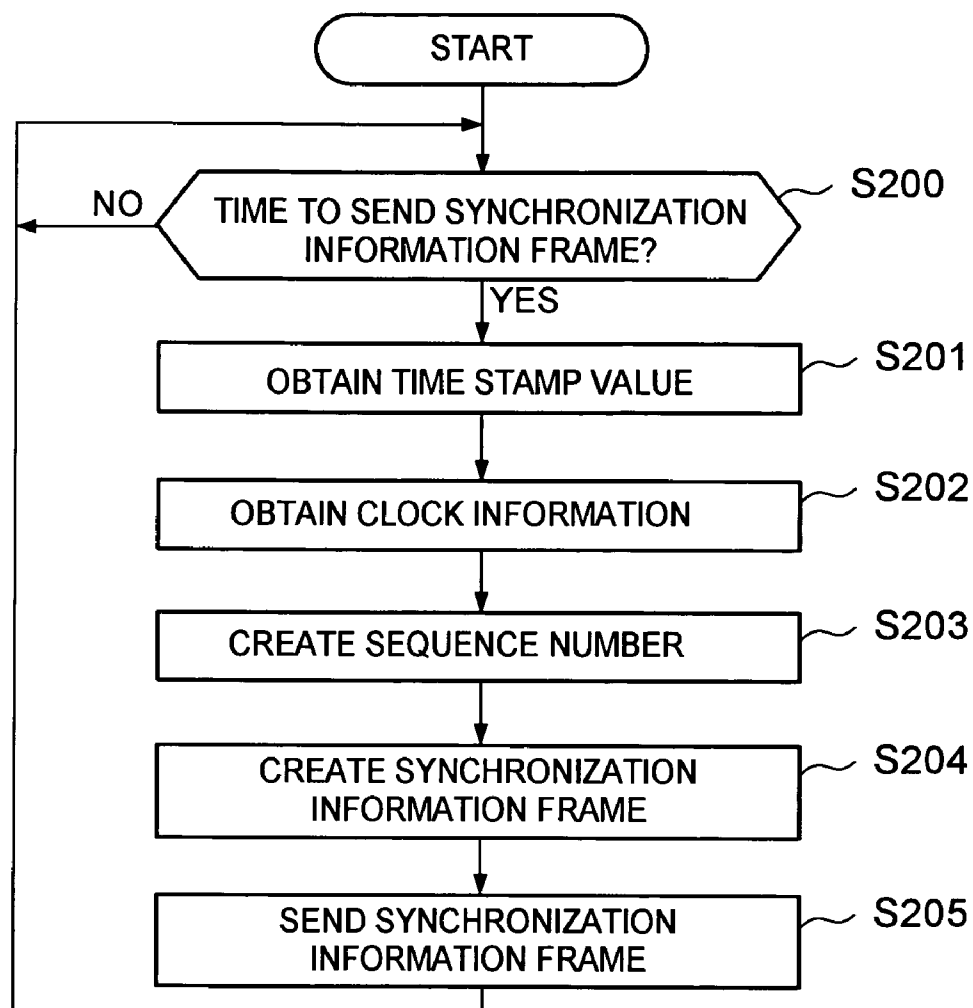 START
NO
TIME TO SEND SYNCHRONIZATION
INFORMATION FRAME?
S200
YES
OBTAIN TIME STAMP VALUE
S201
OBTAIN CLOCK INFORMATION
S202
CREATE SEQUENCE NUMBER
S203
CREATE SYNCHRONIZATION
INFORMATION FRAME
S204
SEND SYNCHRONIZATION
INFORMATION FRAME
S205